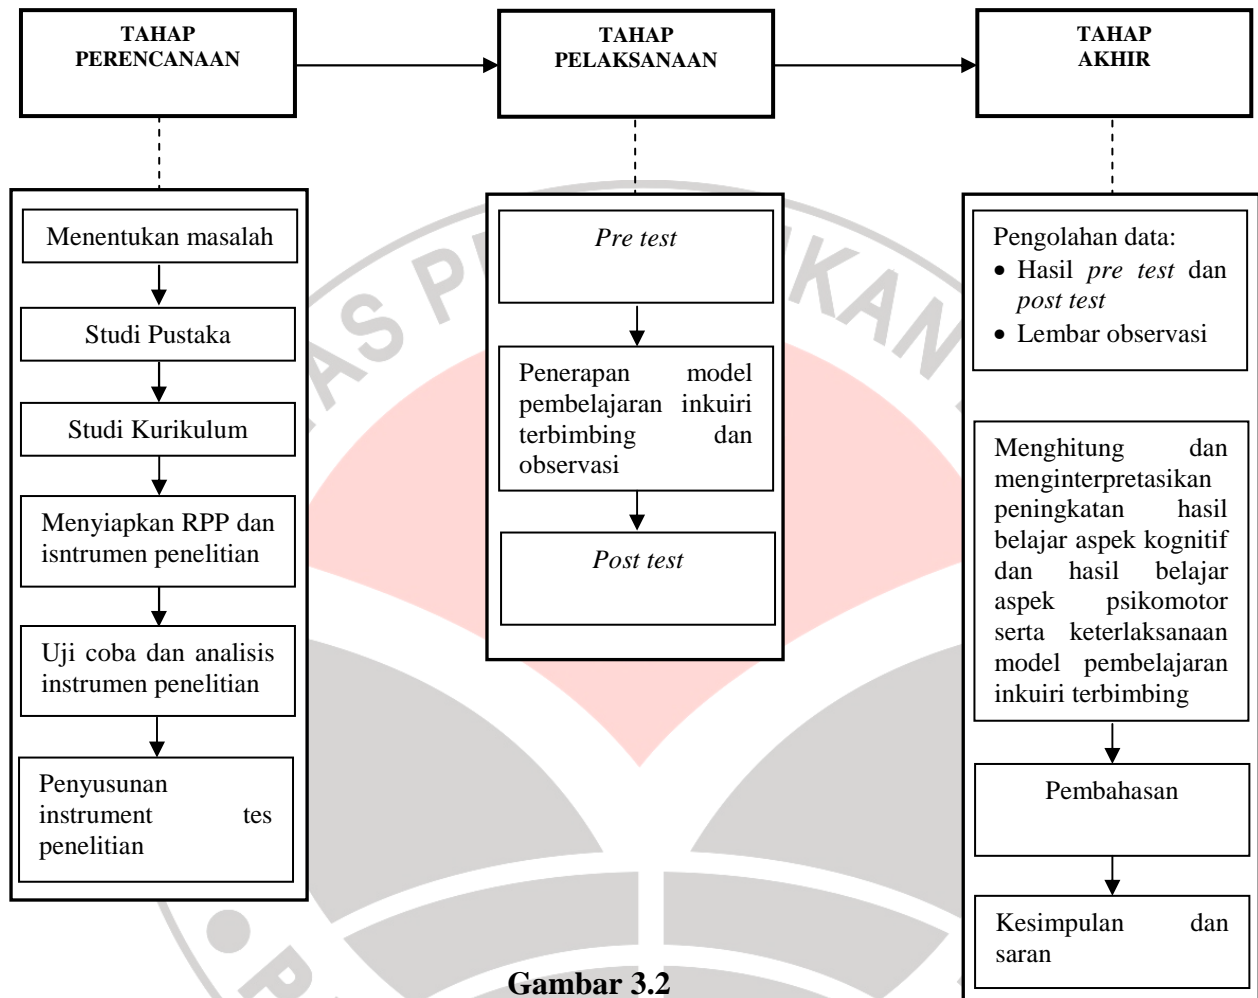 TAHAP
PERENCANAAN
TAHAP
PELAKSANAAN
TAHAP
AKHIR
Menentukan masalah
Studi Pustaka
Studi Kurikulum
Menyiapkan RPP dan
isntrumen penelitian
Uji coba dan analisis
instrumen penelitian
Penyusunan
instrument tes
penelitian
Pre test
Penerapan model
pembelajaran inkuiri
terbimbing dan
observasi
Post test
Pengolahan data:
• Hasil pre test dan
post test
• Lembar observasi
Menghitung dan
menginterpretasikan
peningkatan hasil
belajar aspek kognitif
dan hasil belajar
aspek psikomotor
serta keterlaksanaan
model pembelajaran
inkuiri terbimbing
Pembahasan
Kesimpulan dan
saran
Gambar 3.2